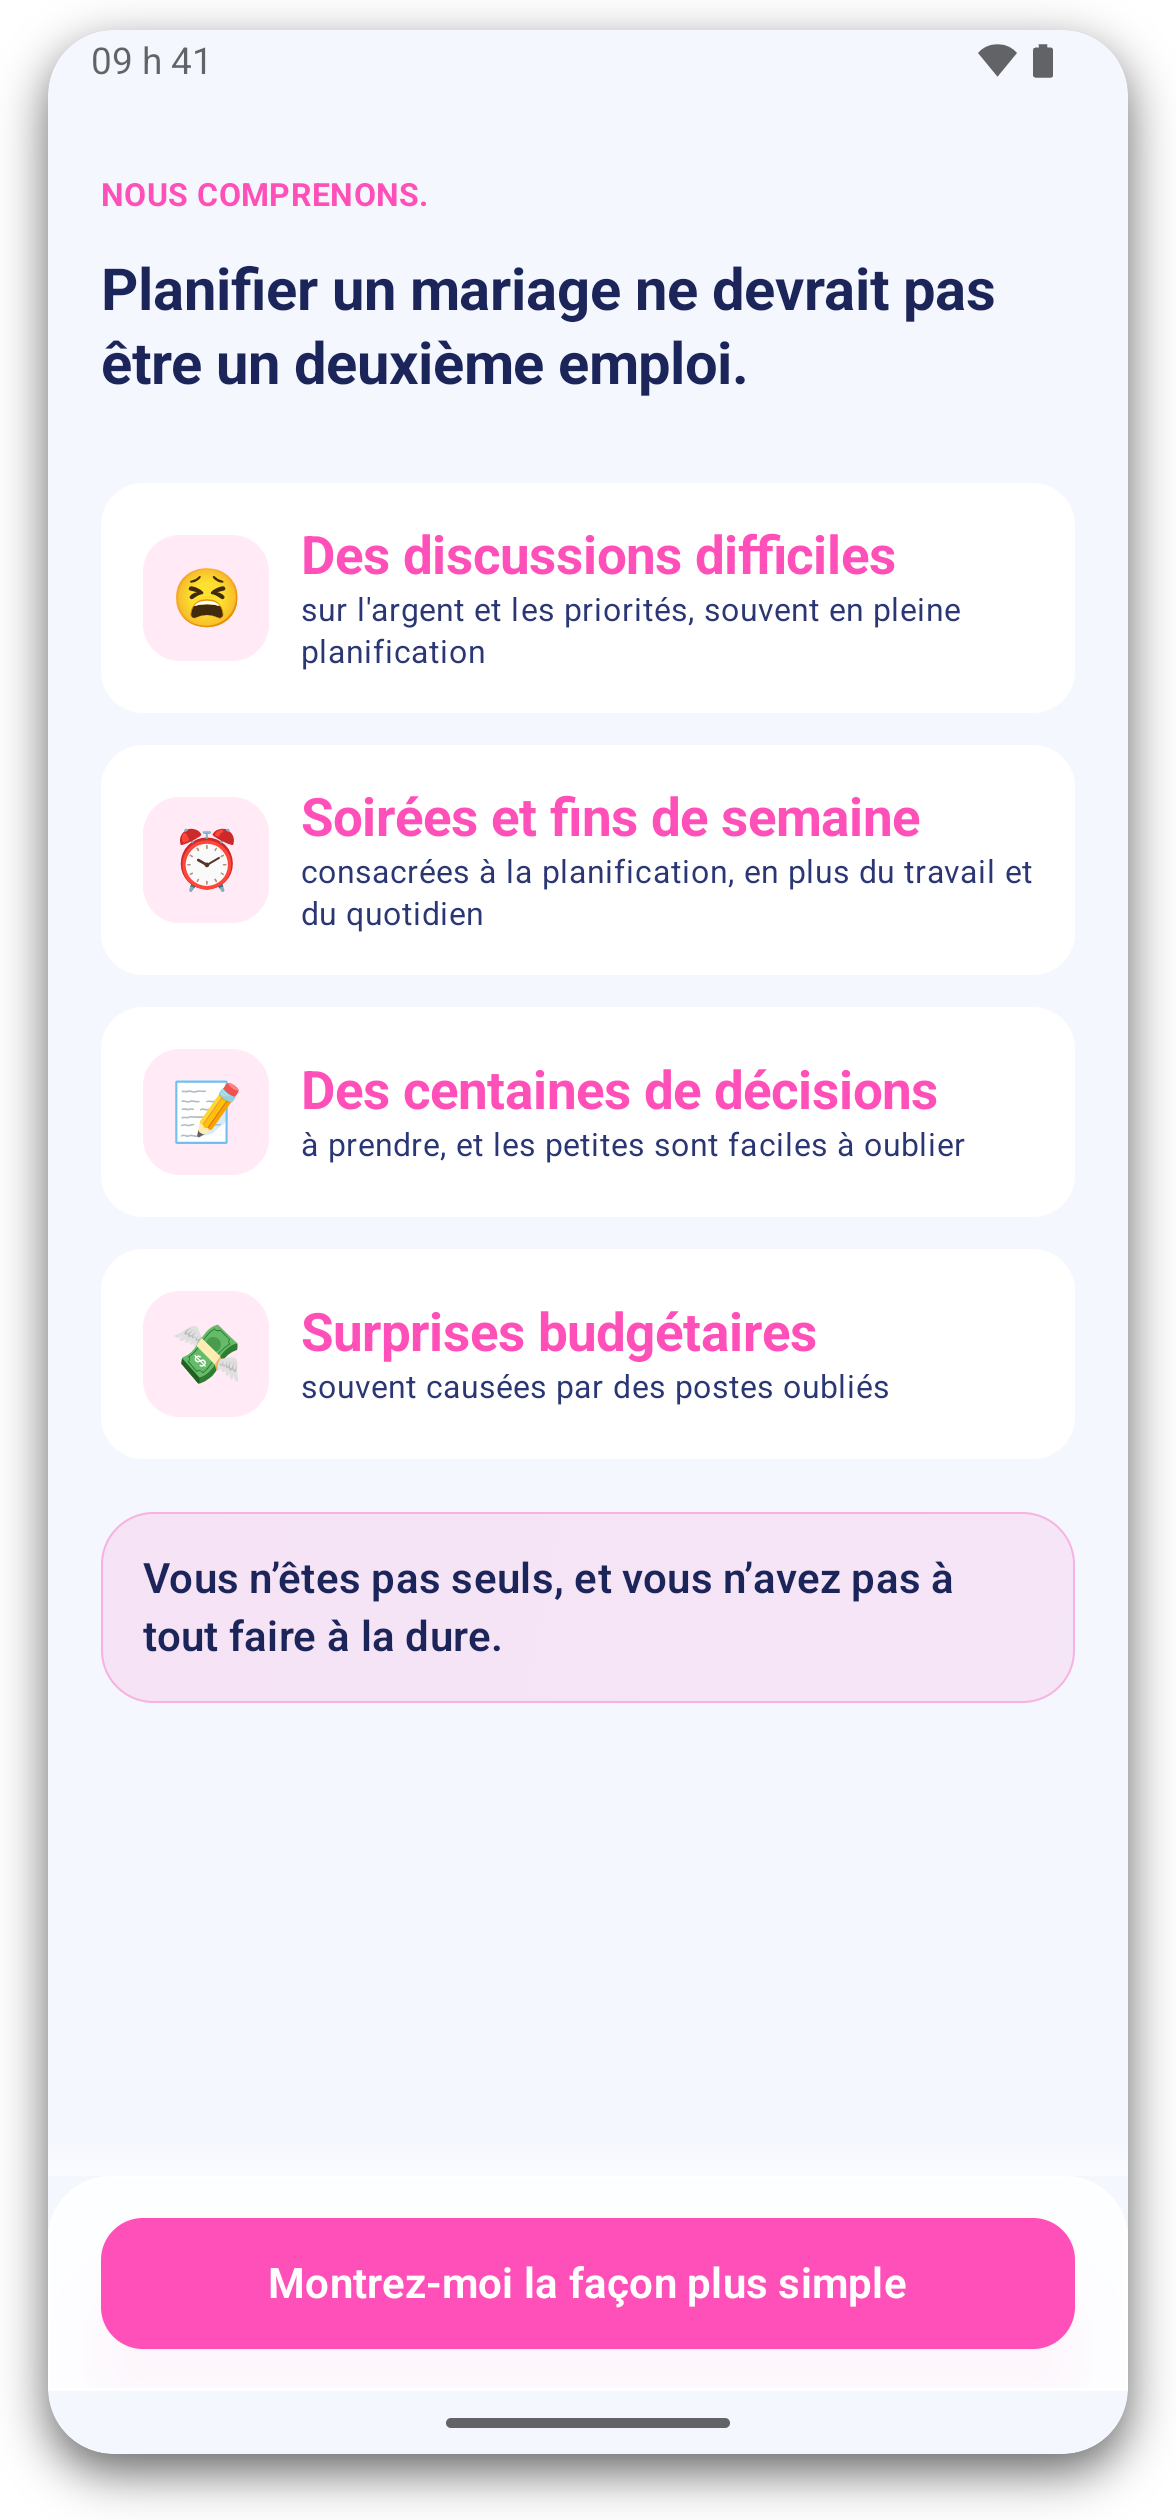 09 h 41
NOUS COMPRENONS.
Planifier un mariage ne devrait pas
être un deuxième emploi.
Des discussions difficiles
sur l'argent et les priorités, souvent en pleine
planification
Soirées et fins de semaine
consacrées à la planification, en plus du travail et
du quotidien
Des centaines de décisions
à prendre, et les petites sont faciles à oublier
Surprises budgétaires
souvent causées par des postes oubliés
Vous n’êtes pas seuls, et vous n’avez pas à
tout faire à la dure.
Montrez-moi la façon plus simple